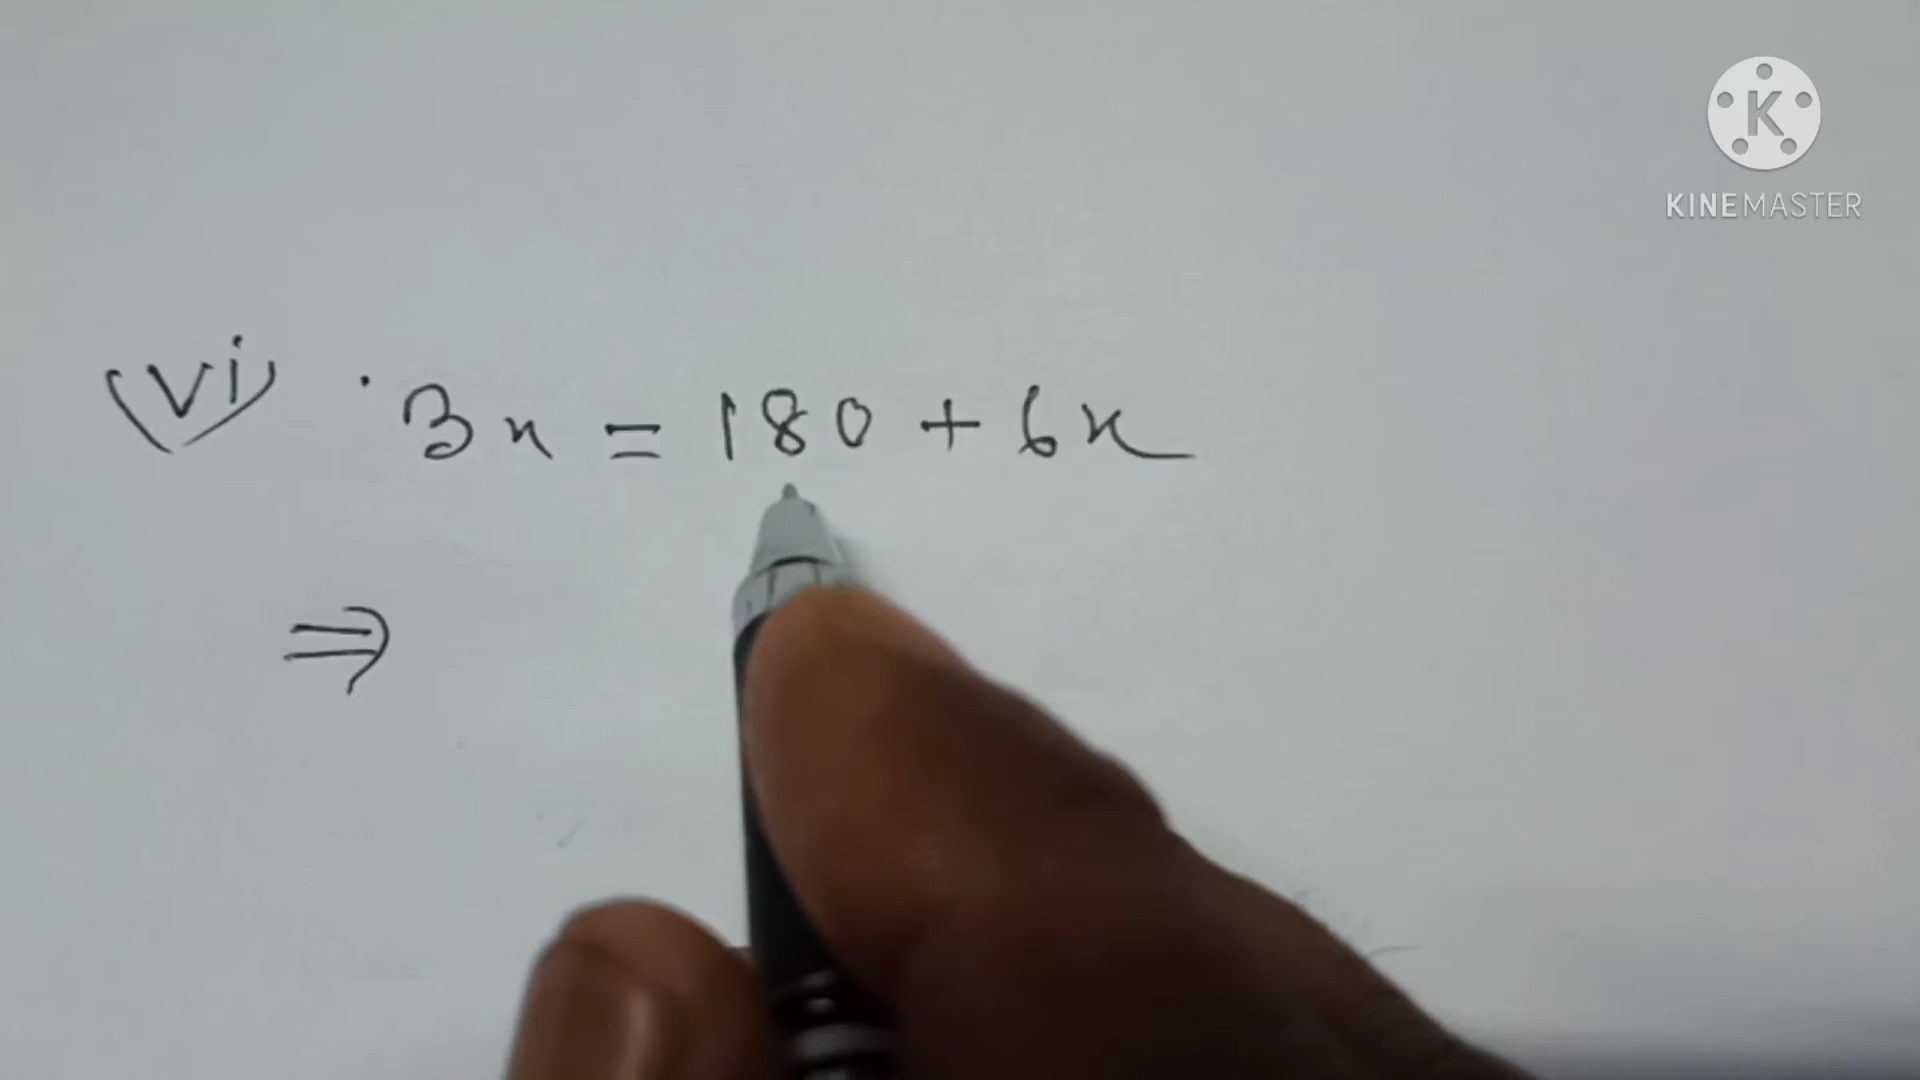 K
KINEMASTER
(vi) 3x = 180 + 6x
⇒